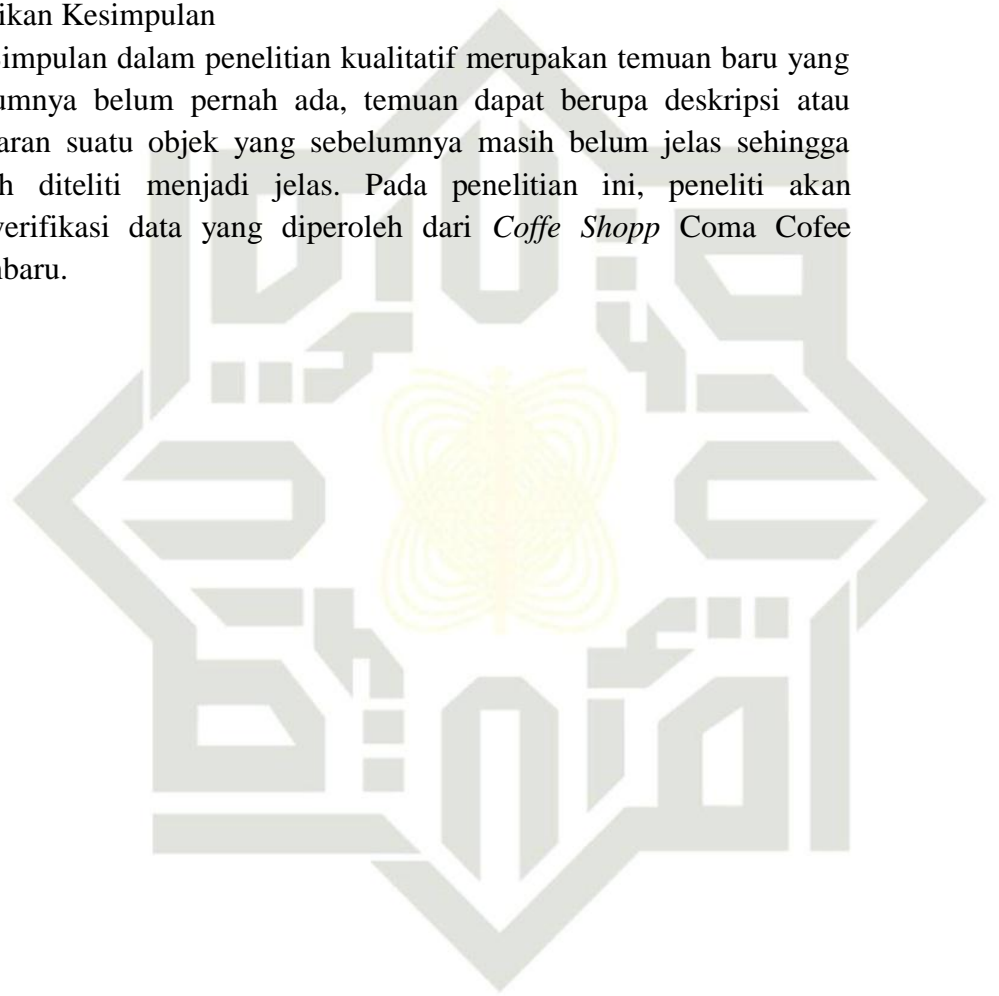 ikan Kesimpulan
simpulan dalam penelitian kualitatif merupakan temuan baru yang
umnya belum pernah ada, temuan dapat berupa deskripsi atau
aran suatu objek yang sebelumnya masih belum jelas sehingga
h diteliti menjadi jelas. Pada penelitian ini, peneliti akan
verifikasi data yang diperoleh dari Coffe Shopp Coma Cofee
nbaru.